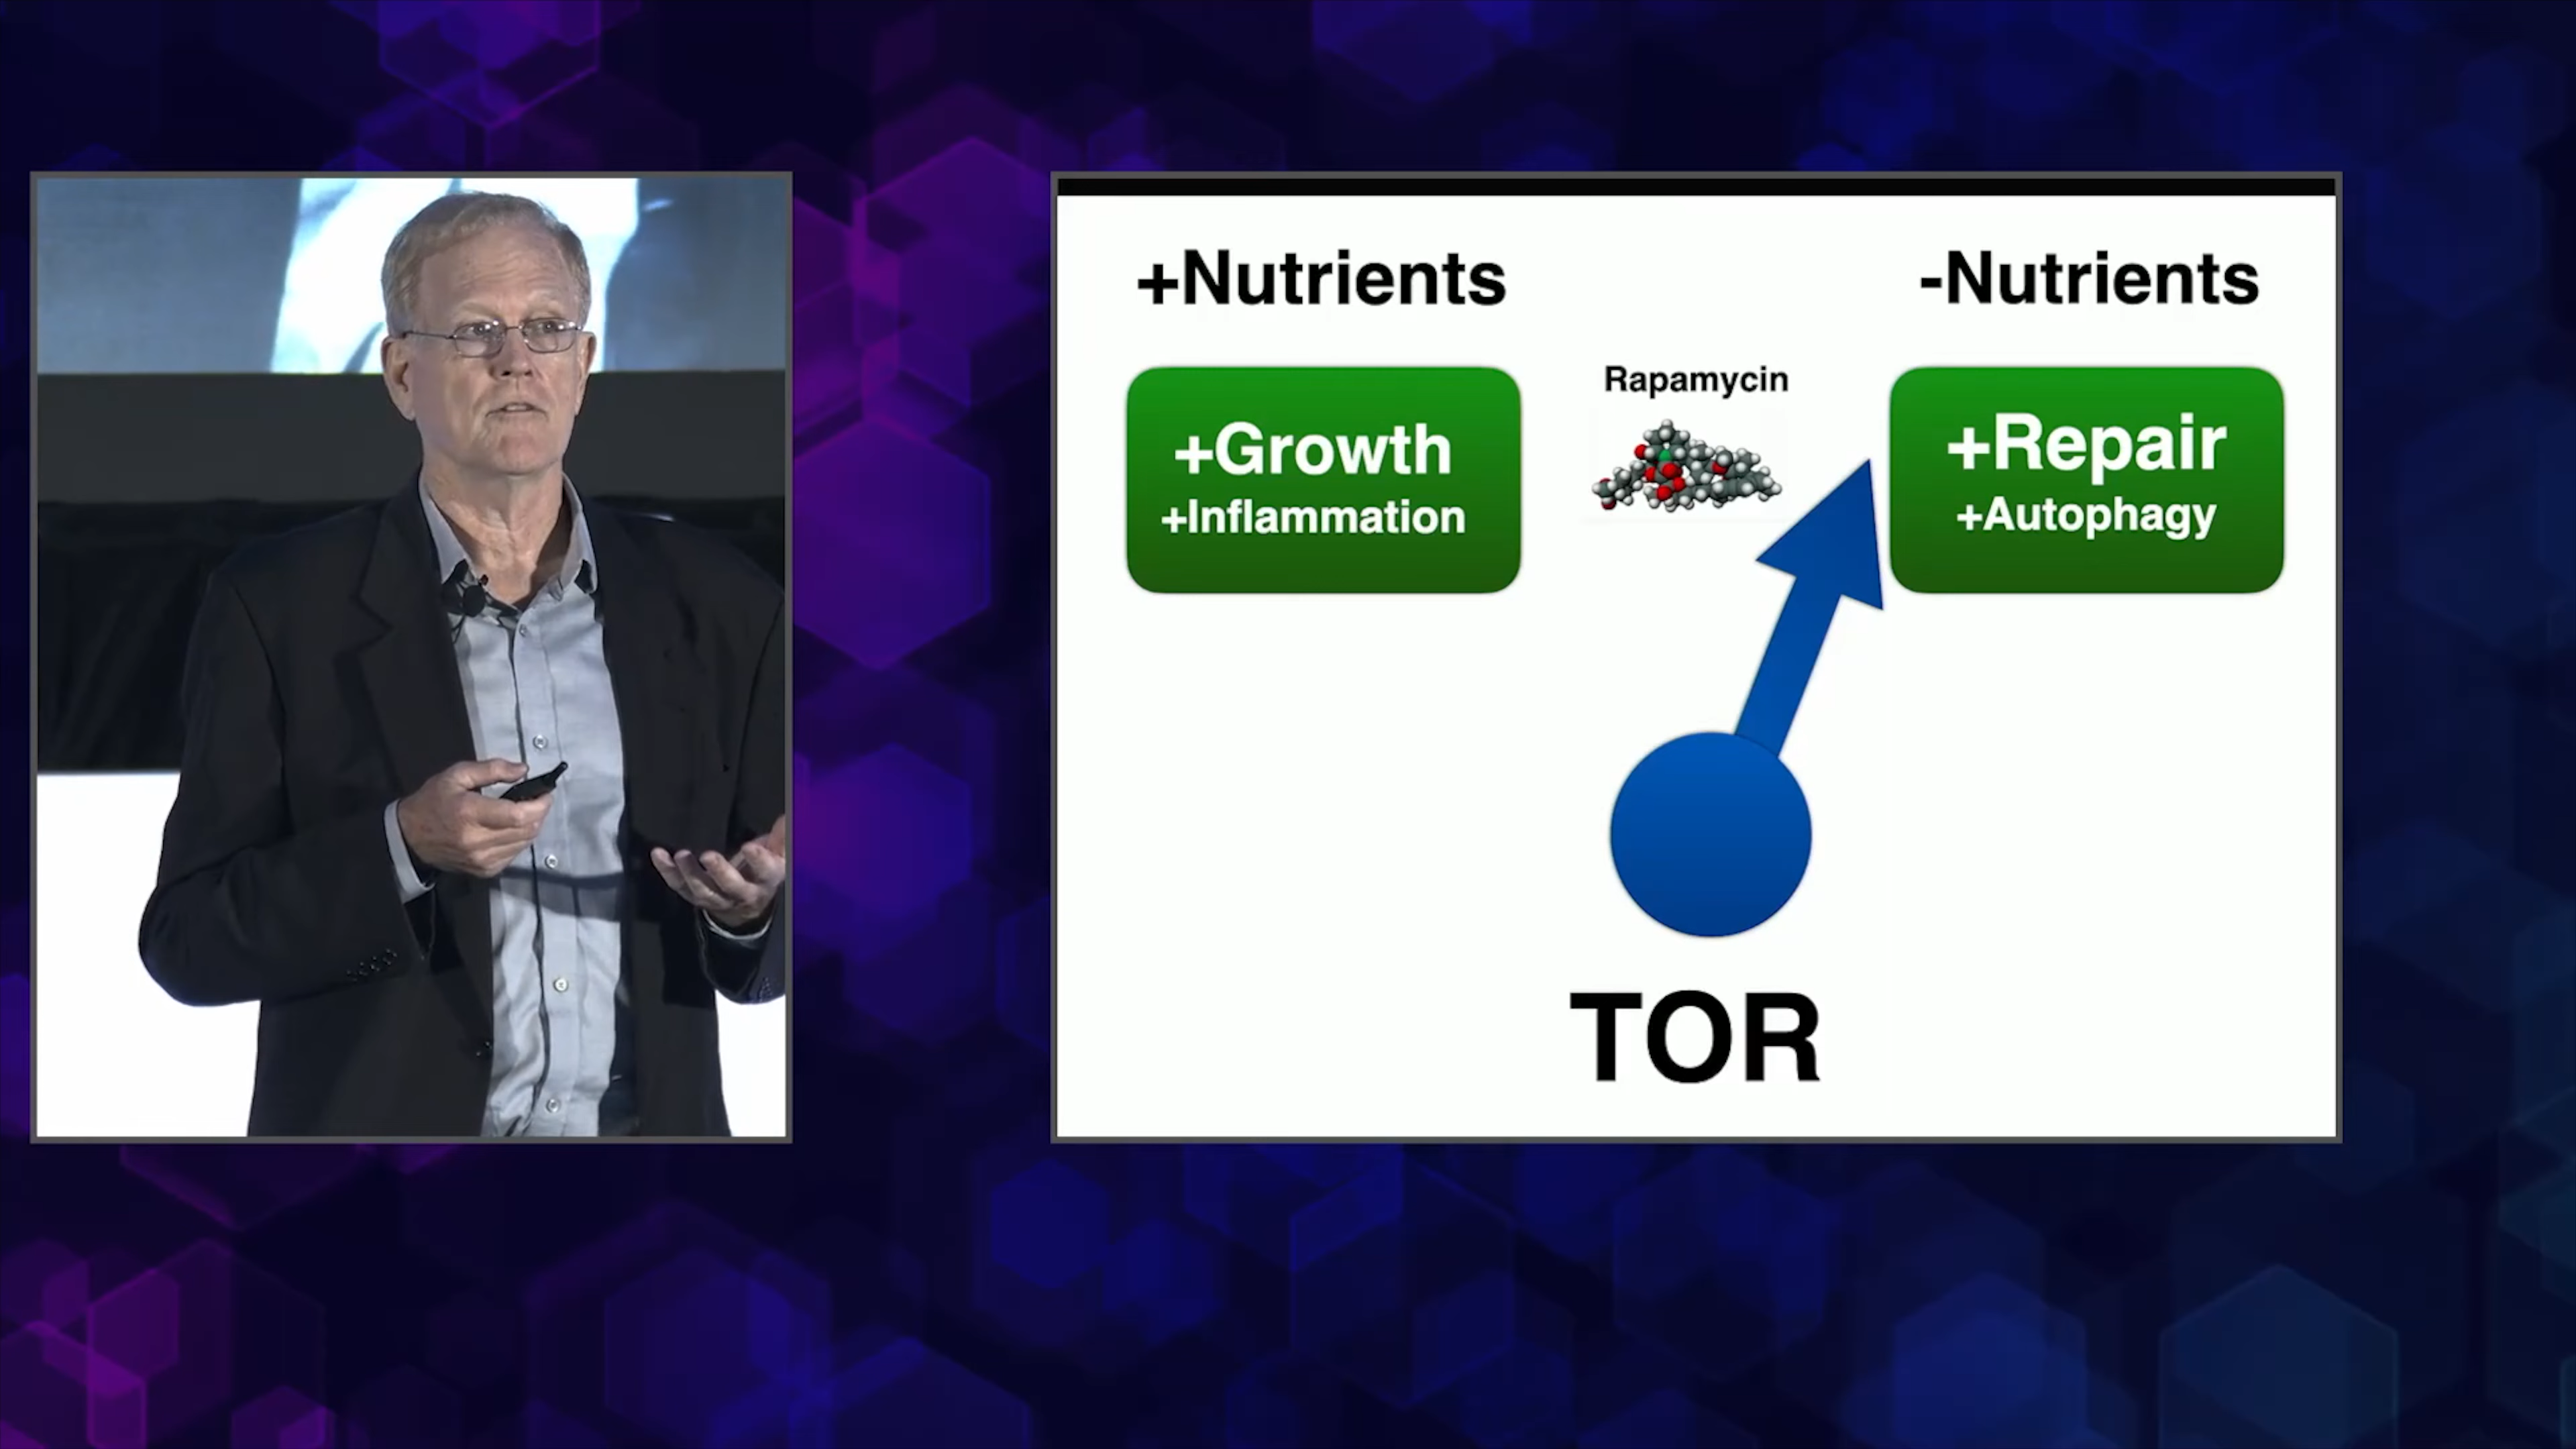 +Nutrients
-Nutrients
Rapamycin
+Growth
+Inflammation
+Repair
+Autophagy
TOR